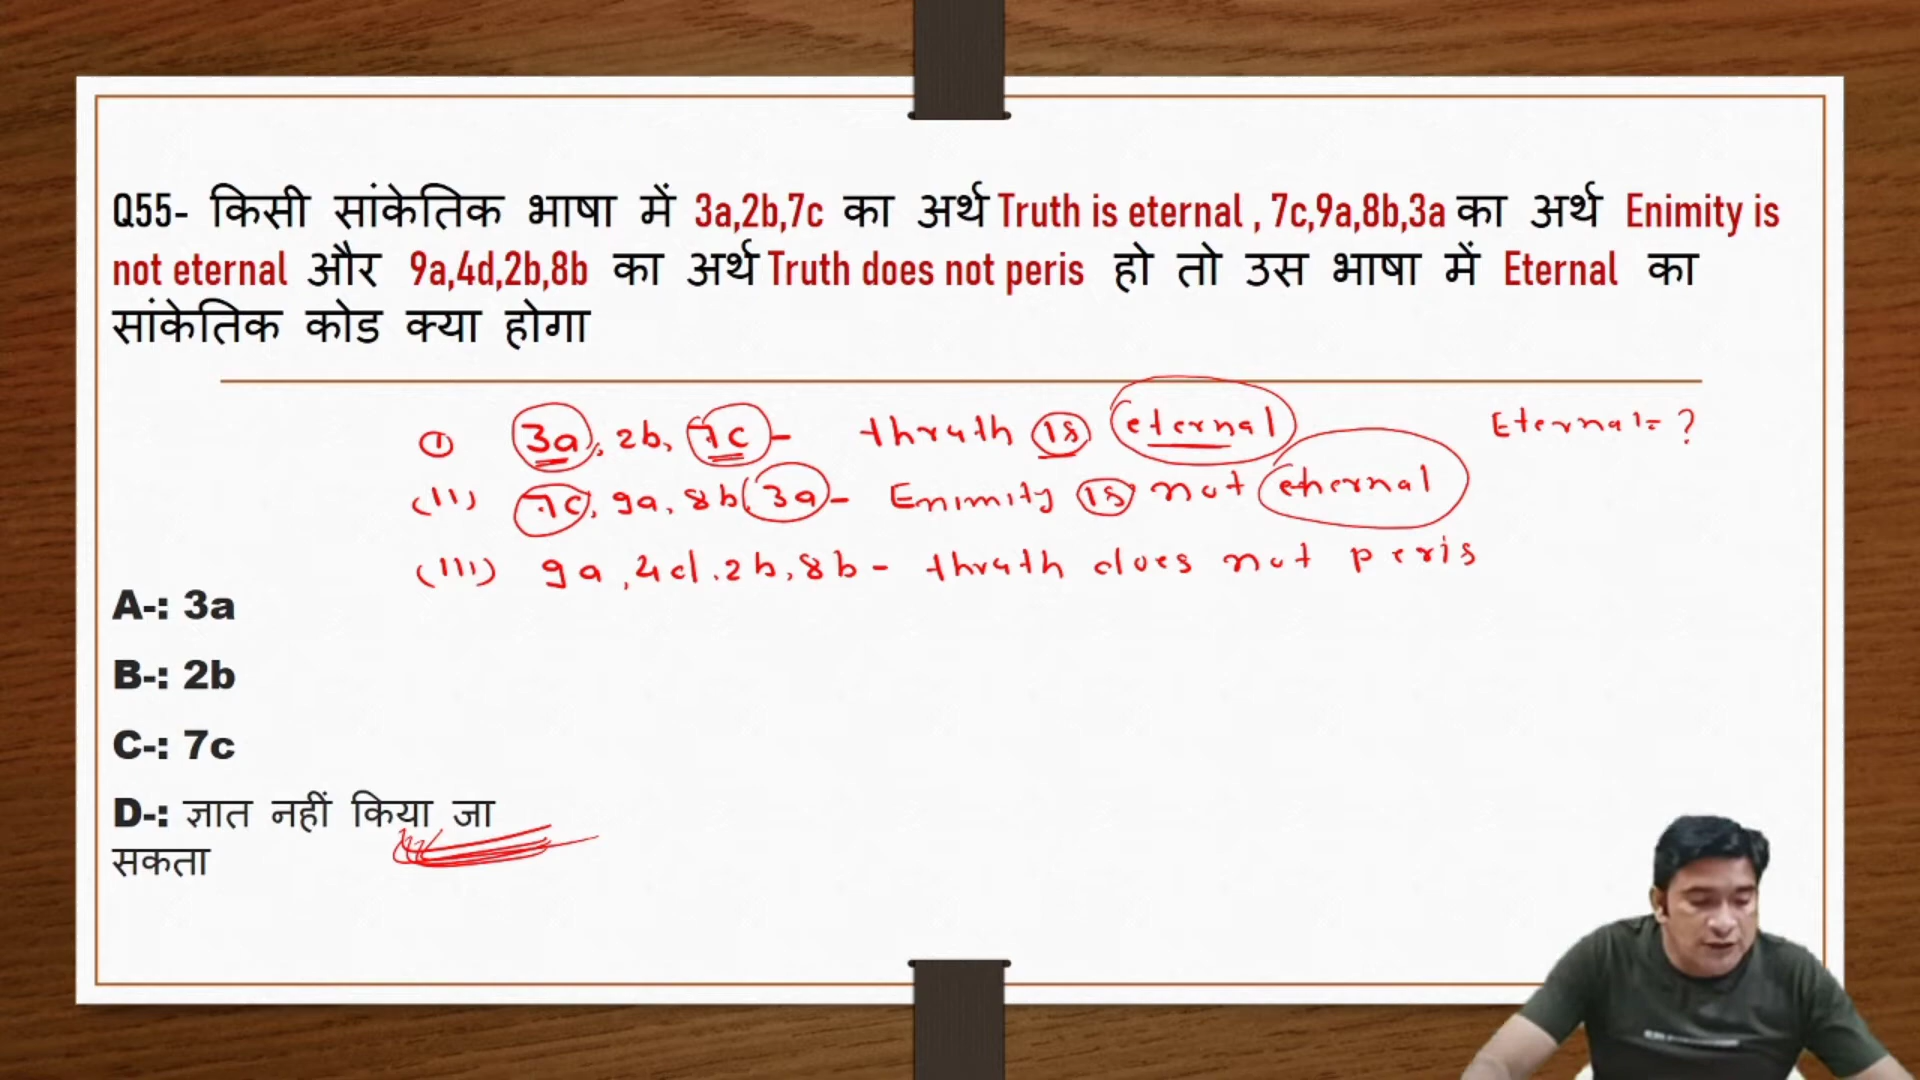 Q55- किसी सांकेतिक भाषा में 3a,2b,7c का अर्थ Truth is eternal , 7c,9a,8b,3a का अर्थ Enimity is
not eternal और 9a,4d,2b,8b का अर्थ Truth does not peris हो तो उस भाषा में Eternal का
सांकेतिक कोड क्या होगा
(1) 3a, 2b, 7c - thruth is eternal
Eternal = ?
(11) 7c, 9a, 8b, 3a - Enimity is not eternal
(111) 9a, 4d, 2b, 8b - thruth does not peris
A-: 3a
B-: 2b
C-: 7c
D-: ज्ञात नहीं किया जा
सकता